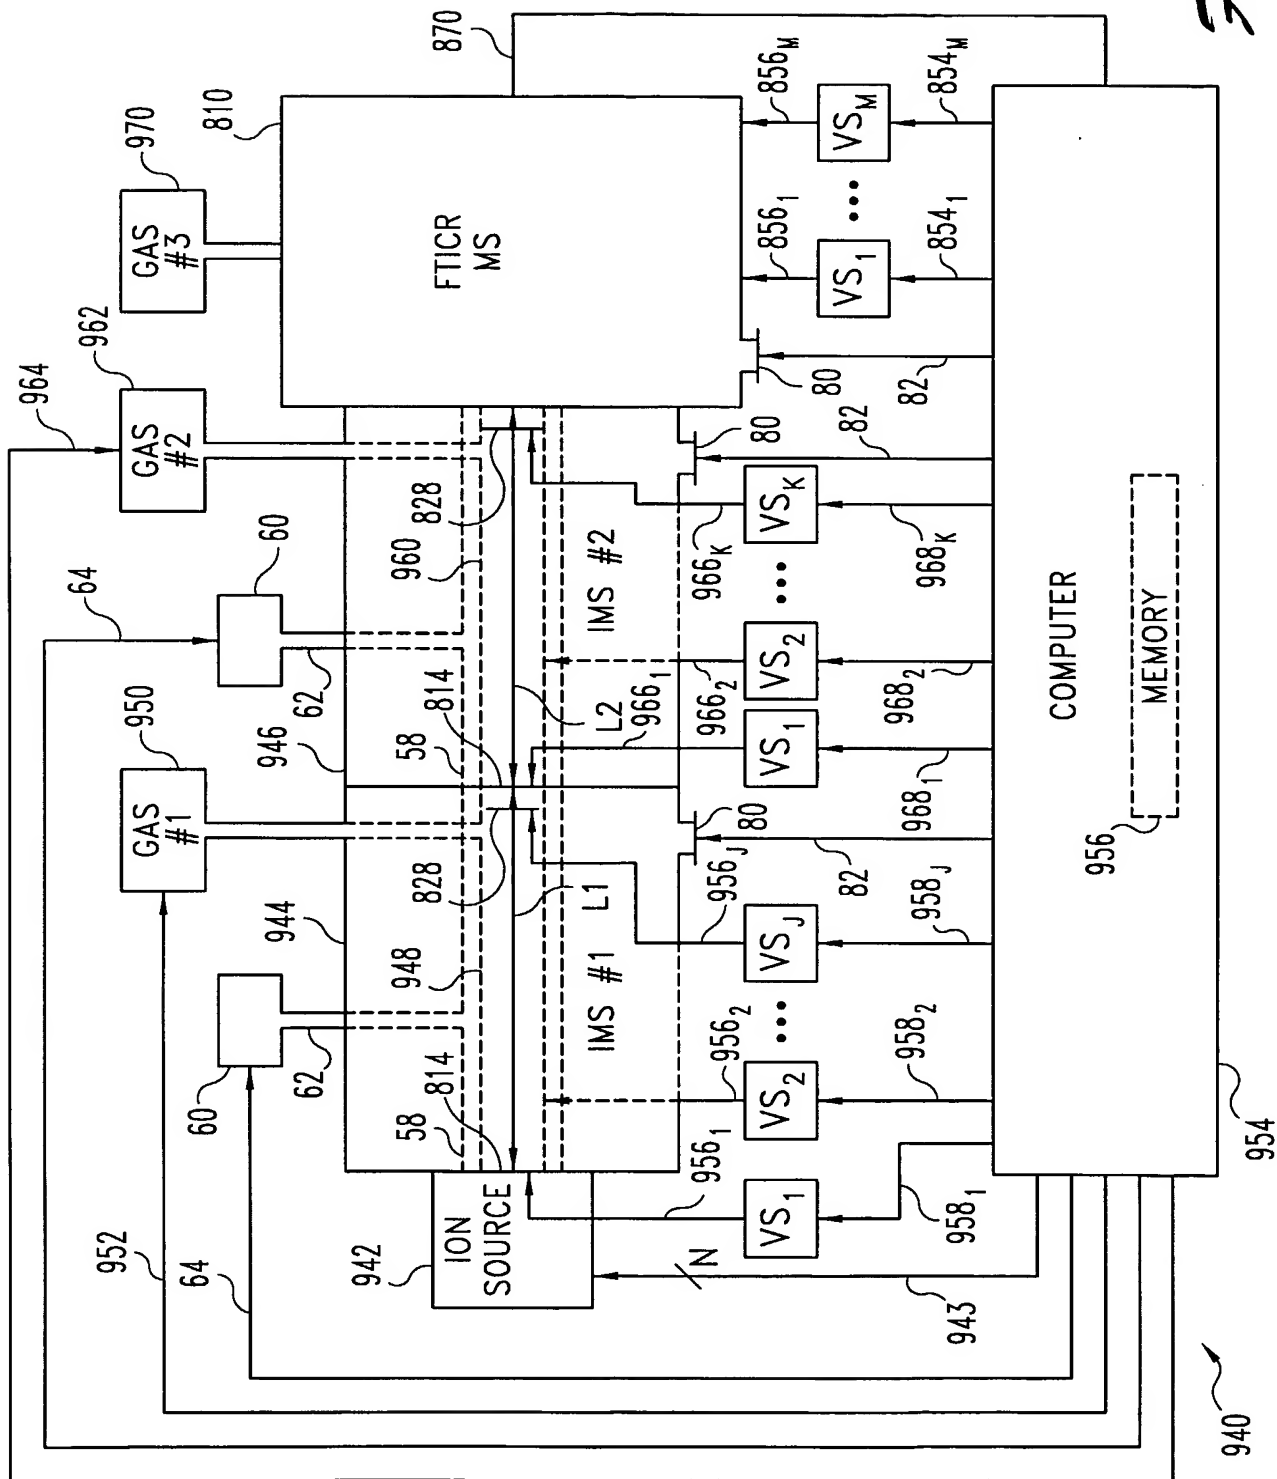 870
810
970
GAS #3
FTICR MS
856M
VSM
854M
8561
VS1
8541
•••
962
964
GAS #2
60
64
62
950
GAS #1
946
58
814
960
828
IMS #2
L2
9661
80
82
80
82
966K
VSK
968K
•••
9662
VS2
9682
VS1
9681
944
948
828
L1
IMS #1
80
82
956J
VSJ
958J
•••
9562
VS2
9582
60
62
58
814
952
64
942
ION SOURCE
9561
VS1
9581
N
943
COMPUTER
MEMORY
956
954
940